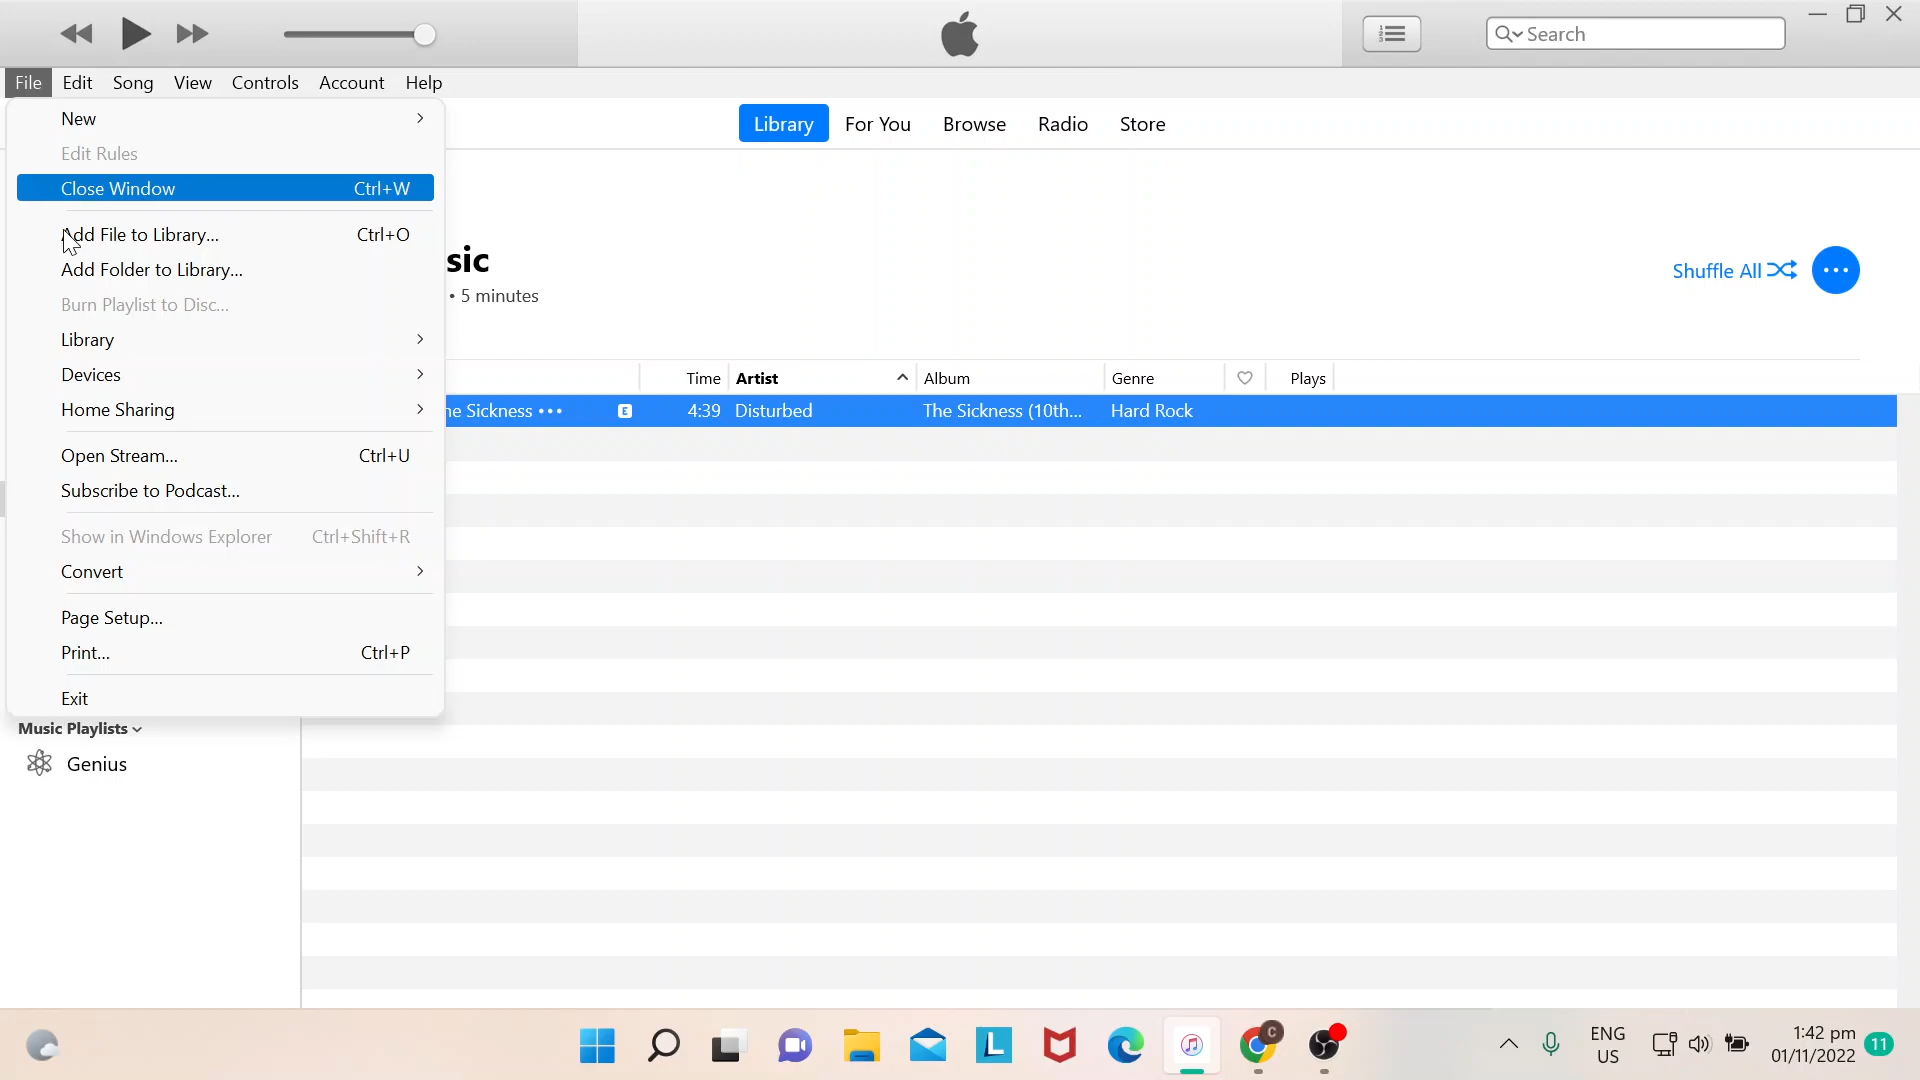 Search
File Edit Song View Controls Account Help
Library For You Browse Radio Store
New
Edit Rules
Close Window Ctrl+W
Add File to Library... Ctrl+O
Add Folder to Library...
Burn Playlist to Disc...
Library
Devices
Home Sharing
Open Stream... Ctrl+U
Subscribe to Podcast...
Show in Windows Explorer Ctrl+Shift+R
Convert
Page Setup...
Print... Ctrl+P
Exit
sic
• 5 minutes
Shuffle All
Time Artist Album Genre Plays
he Sickness ••• E 4:39 Disturbed The Sickness (10th... Hard Rock
Music Playlists
Genius
L
C
ENG
US
1:42 pm
01/11/2022
11